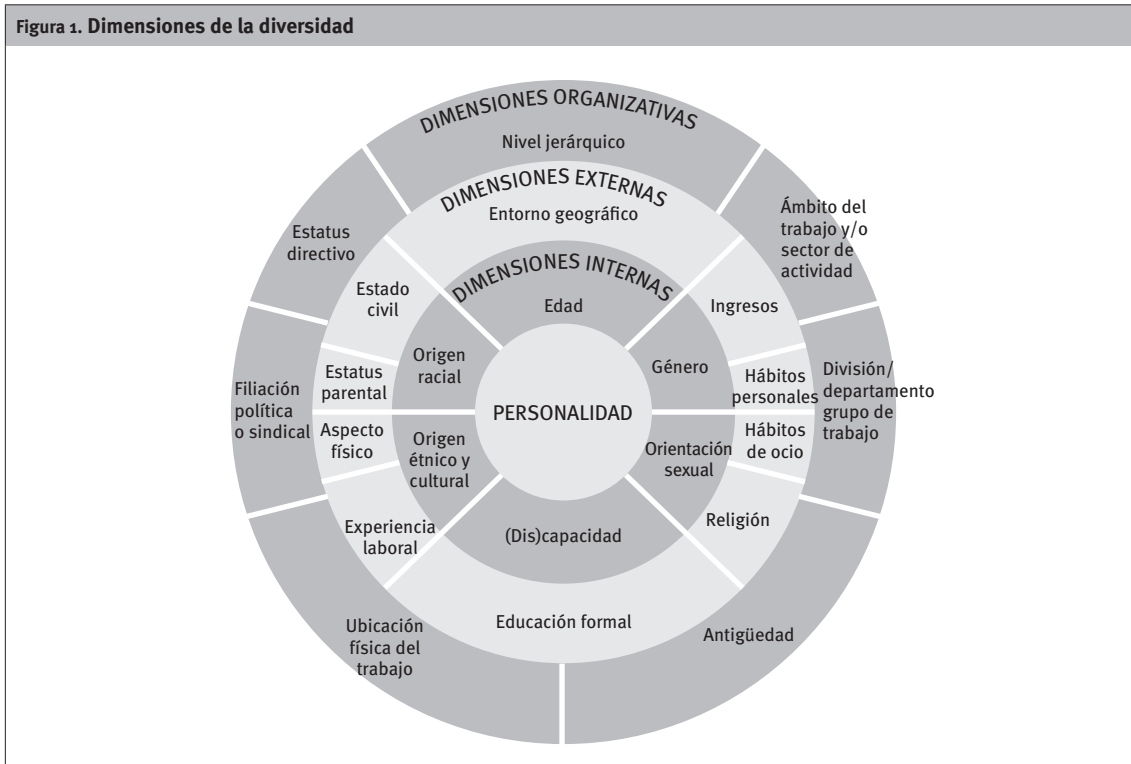 Figura 1. Dimensiones de la diversidad
DIMENSIONES ORGANIZATIVAS
Nivel jerárquico
DIMENSIONES EXTERNAS
Entorno geográfico
DIMENSIONES INTERNAS
Edad
PERSONALIDAD
Estatus
directivo
Ámbito del
trabajo y/o
sector de
actividad
Estado
civil
Ingresos
Origen
racial
Género
Estatus
parental
Hábitos
personales
Filiación
política
o sindical
División/
departamento
grupo de
trabajo
Aspecto
físico
Origen
étnico y
cultural
Orientación
sexual
Hábitos
de ocio
Experiencia
laboral
(Dis)capacidad
Religión
Educación formal
Ubicación
física del
trabajo
Antigüedad